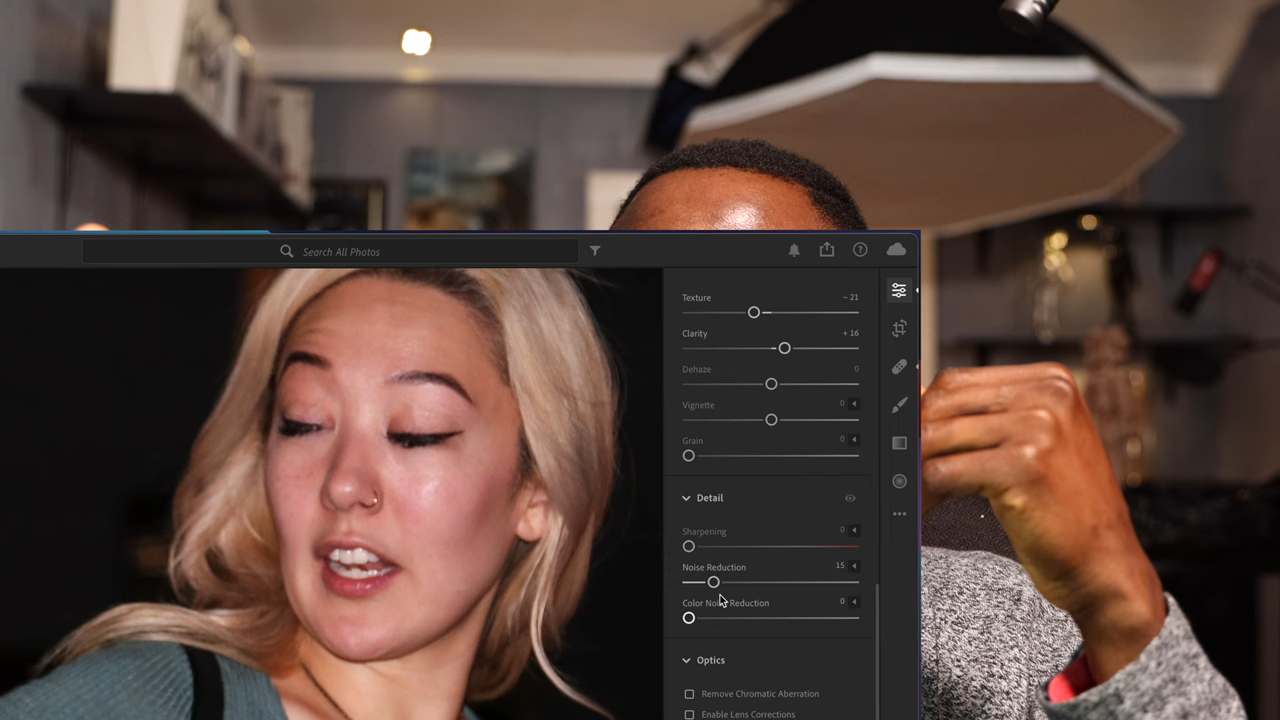 Search All Photos
Texture
– 21
Clarity
+ 16
Dehaze
0
Vignette
0
Grain
0
Detail
Sharpening
0
Noise Reduction
15
Color Noise Reduction
0
Optics
Remove Chromatic Aberration
Enable Lens Corrections